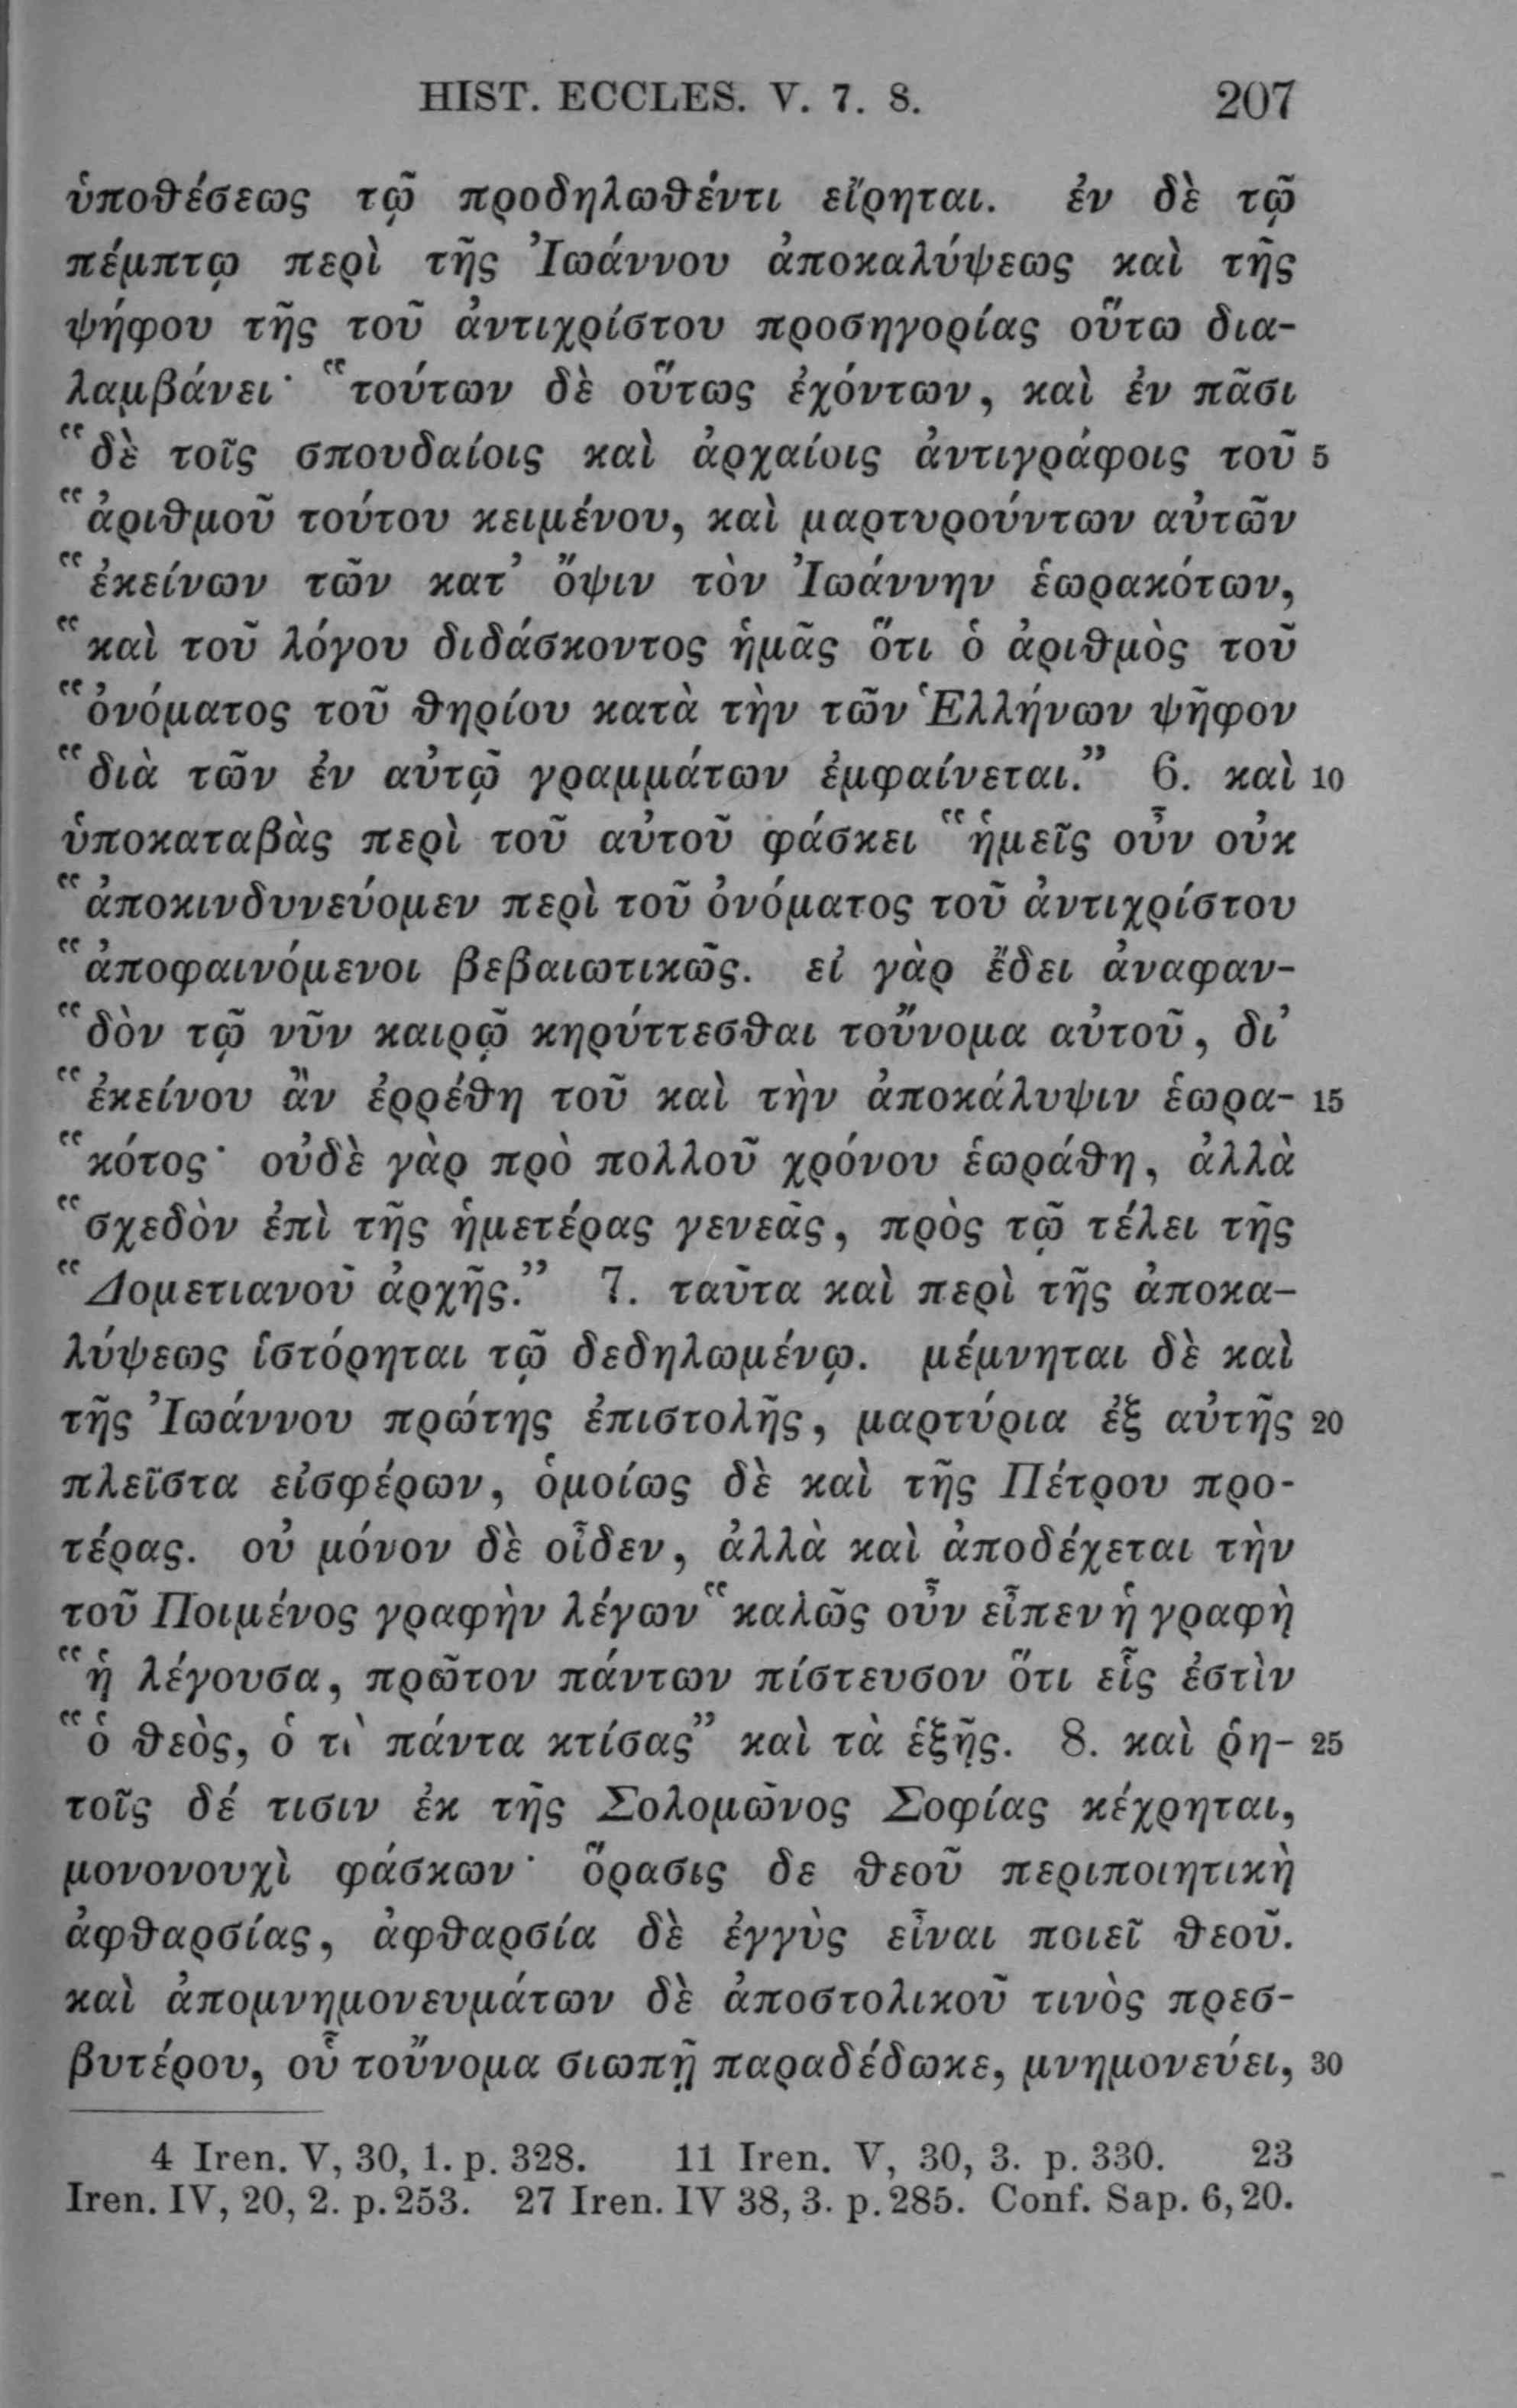 HIST. ECCLES. V. 7. 8. 207
ὑποθέσεως τῷ προδηλωθέντι εἴρηται. ἐν δὲ τῷ
πέμπτῳ περὶ τῆς Ἰωάννου ἀποκαλύψεως καὶ τῆς
ψήφου τῆς τοῦ ἀντιχρίστου προσηγορίας οὕτω δια-
λαμβάνει· “τούτων δὲ οὕτως ἐχόντων, καὶ ἐν πᾶσι
“δὲ τοῖς σπουδαίοις καὶ ἀρχαίοις ἀντιγράφοις τοῦ 5
“ἀριθμοῦ τούτου κειμένου, καὶ μαρτυρούντων αὐτῶν
“ἐκείνων τῶν κατ’ ὄψιν τὸν Ἰωάννην ἑωρακότων,
“καὶ τοῦ λόγου διδάσκοντος ἡμᾶς ὅτι ὁ ἀριθμὸς τοῦ
“ὀνόματος τοῦ θηρίου κατὰ τὴν τῶν Ἑλλήνων ψῆφον
“διὰ τῶν ἐν αὐτῷ γραμμάτων ἐμφαίνεται.” 6. καὶ 10
ὑποκαταβὰς περὶ τοῦ αὐτοῦ φάσκει “ἡμεῖς οὖν οὐκ
“ἀποκινδυνεύομεν περὶ τοῦ ὀνόματος τοῦ ἀντιχρίστου
“ἀποφαινόμενοι βεβαιωτικῶς. εἰ γὰρ ἔδει ἀναφαν-
“δὸν τῷ νῦν καιρῷ κηρύττεσθαι τοὔνομα αὐτοῦ, δι’
“ἐκείνου ἂν ἐρρέθη τοῦ καὶ τὴν ἀποκάλυψιν ἑωρα- 15
“κότος· οὐδὲ γὰρ πρὸ πολλοῦ χρόνου ἑωράθη, ἀλλὰ
“σχεδὸν ἐπὶ τῆς ἡμετέρας γενεᾶς, πρὸς τῷ τέλει τῆς
“Δομετιανοῦ ἀρχῆς.” 7. ταῦτα καὶ περὶ τῆς ἀποκα-
λύψεως ἱστόρηται τῷ δεδηλωμένῳ. μέμνηται δὲ καὶ
τῆς Ἰωάννου πρώτης ἐπιστολῆς, μαρτύρια ἐξ αὐτῆς 20
πλεῖστα εἰσφέρων, ὁμοίως δὲ καὶ τῆς Πέτρου προ-
τέρας. οὐ μόνον δὲ οἶδεν, ἀλλὰ καὶ ἀποδέχεται τὴν
τοῦ Ποιμένος γραφὴν λέγων “καλῶς οὖν εἶπεν ἡ γραφὴ
“ἡ λέγουσα, πρῶτον πάντων πίστευσον ὅτι εἷς ἐστὶν
“ὁ θεὸς, ὁ τὰ πάντα κτίσας” καὶ τὰ ἑξῆς. 8. καὶ ῥη- 25
τοῖς δέ τισιν ἐκ τῆς Σολομῶνος Σοφίας κέχρηται,
μονονουχὶ φάσκων· ὅρασις δε θεοῦ περιποιητικὴ
ἀφθαρσίας, ἀφθαρσία δὲ ἐγγὺς εἶναι ποιεῖ θεοῦ.
καὶ ἀπομνημονευμάτων δὲ ἀποστολικοῦ τινὸς πρεσ-
βυτέρου, οὗ τοὔνομα σιωπῇ παραδέδωκε, μνημονεύει, 30
4 Iren. V, 30, 1. p. 328. 11 Iren. V, 30, 3. p. 330. 23
Iren. IV, 20, 2. p. 253. 27 Iren. IV 38, 3. p. 285. Conf. Sap. 6, 20.